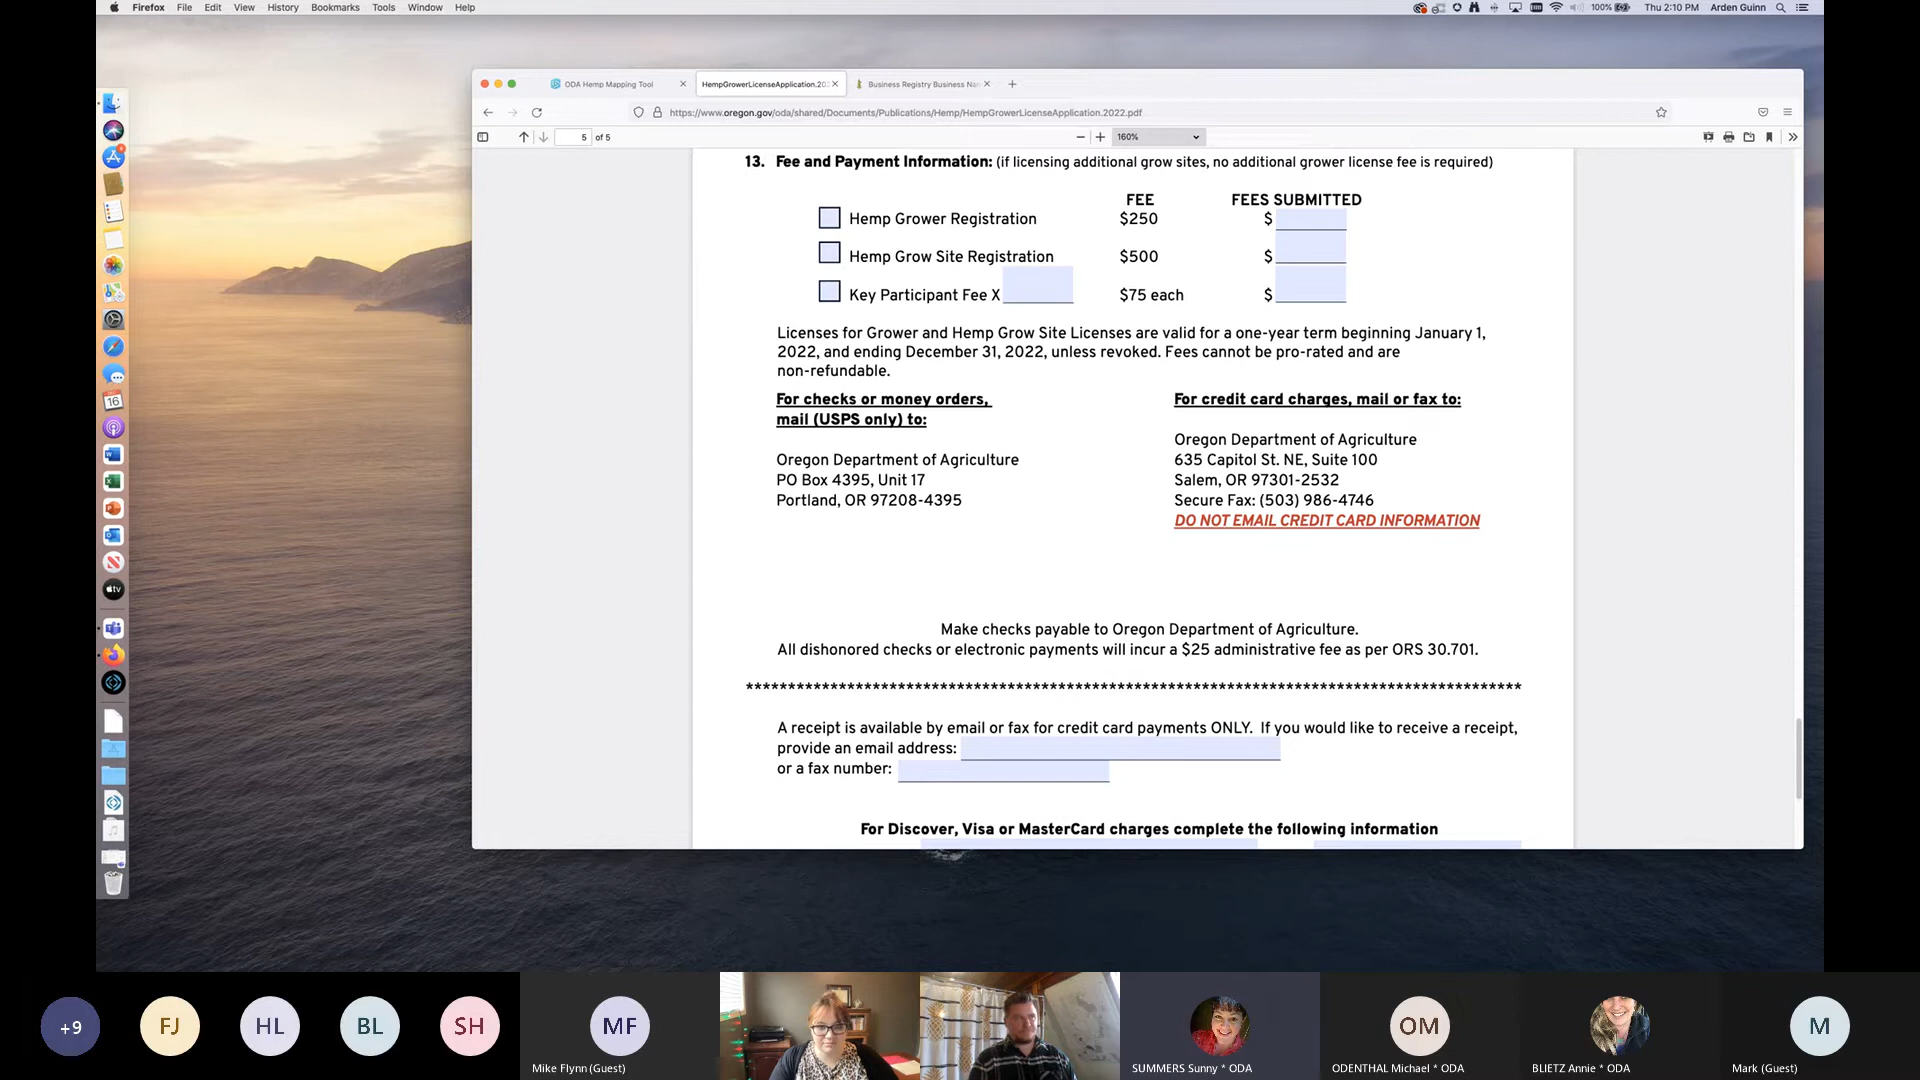 Firefox File Edit View History Bookmarks Tools Window Help
100% Thu 2:10 PM Arden Guinn
ODA Hemp Mapping Tool
HempGrowerLicenseApplication.20
Business Registry Business Na
https://www.oregon.gov/oda/shared/Documents/Publications/Hemp/HempGrowerLicenseApplication.2022.pdf
5 of 5
160%
13. Fee and Payment Information: (if licensing additional grow sites, no additional grower license fee is required)
FEE FEES SUBMITTED
Hemp Grower Registration $250 $
Hemp Grow Site Registration $500 $
Key Participant Fee X $75 each $
Licenses for Grower and Hemp Grow Site Licenses are valid for a one-year term beginning January 1,
2022, and ending December 31, 2022, unless revoked. Fees cannot be pro-rated and are
non-refundable.
For checks or money orders,
mail (USPS only) to:
Oregon Department of Agriculture
PO Box 4395, Unit 17
Portland, OR 97208-4395
For credit card charges, mail or fax to:
Oregon Department of Agriculture
635 Capitol St. NE, Suite 100
Salem, OR 97301-2532
Secure Fax: (503) 986-4746
DO NOT EMAIL CREDIT CARD INFORMATION
Make checks payable to Oregon Department of Agriculture.
All dishonored checks or electronic payments will incur a $25 administrative fee as per ORS 30.701.
A receipt is available by email or fax for credit card payments ONLY. If you would like to receive a receipt,
provide an email address:
or a fax number:
For Discover, Visa or MasterCard charges complete the following information
16
tv
+9
FJ
HL
BL
SH
MF
OM
M
Mike Flynn (Guest)
SUMMERS Sunny * ODA
ODENTHAL Michael * ODA
BLIETZ Annie * ODA
Mark (Guest)